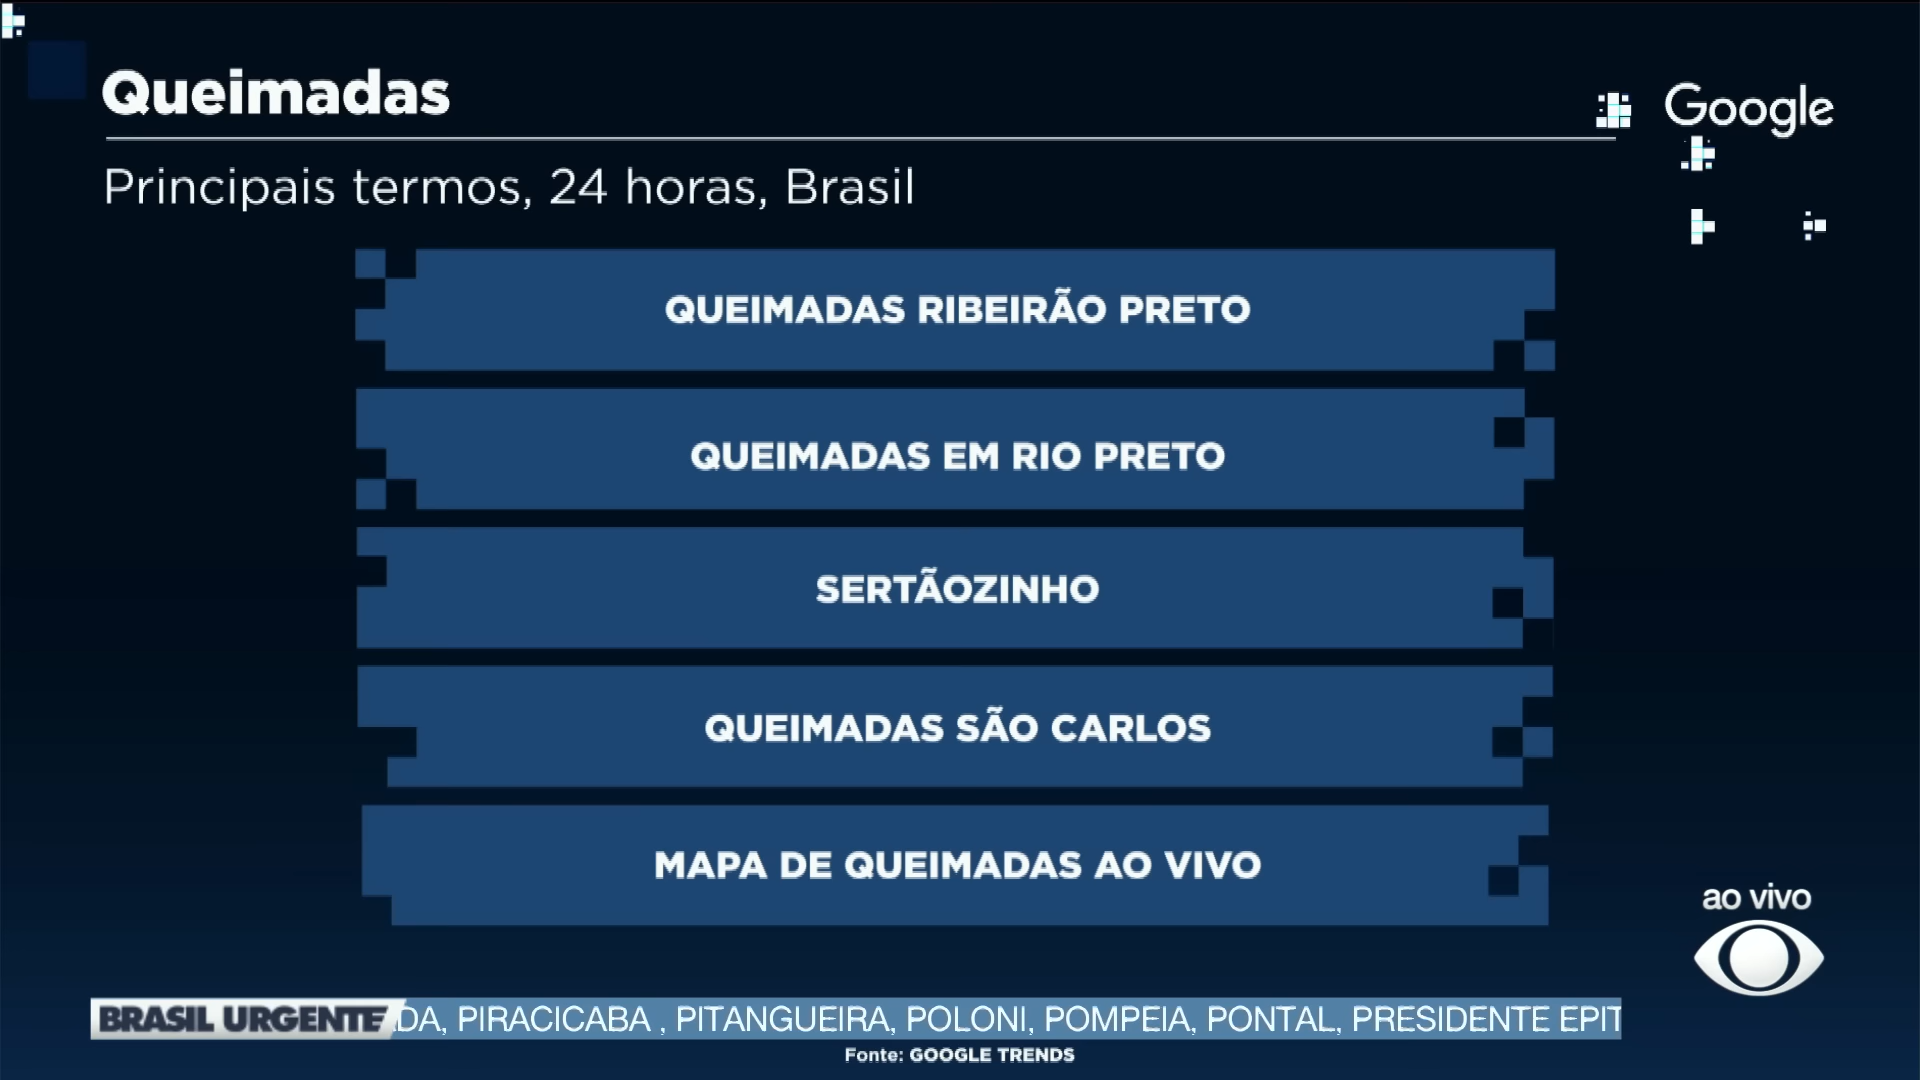 Queimadas
Google
Principais termos, 24 horas, Brasil
QUEIMADAS RIBEIRÃO PRETO
QUEIMADAS EM RIO PRETO
SERTÃOZINHO
QUEIMADAS SÃO CARLOS
MAPA DE QUEIMADAS AO VIVO
ao vivo
BRASIL URGENTE
DA, PIRACICABA , PITANGUEIRA, POLONI, POMPEIA, PONTAL, PRESIDENTE EPIT
Fonte: GOOGLE TRENDS